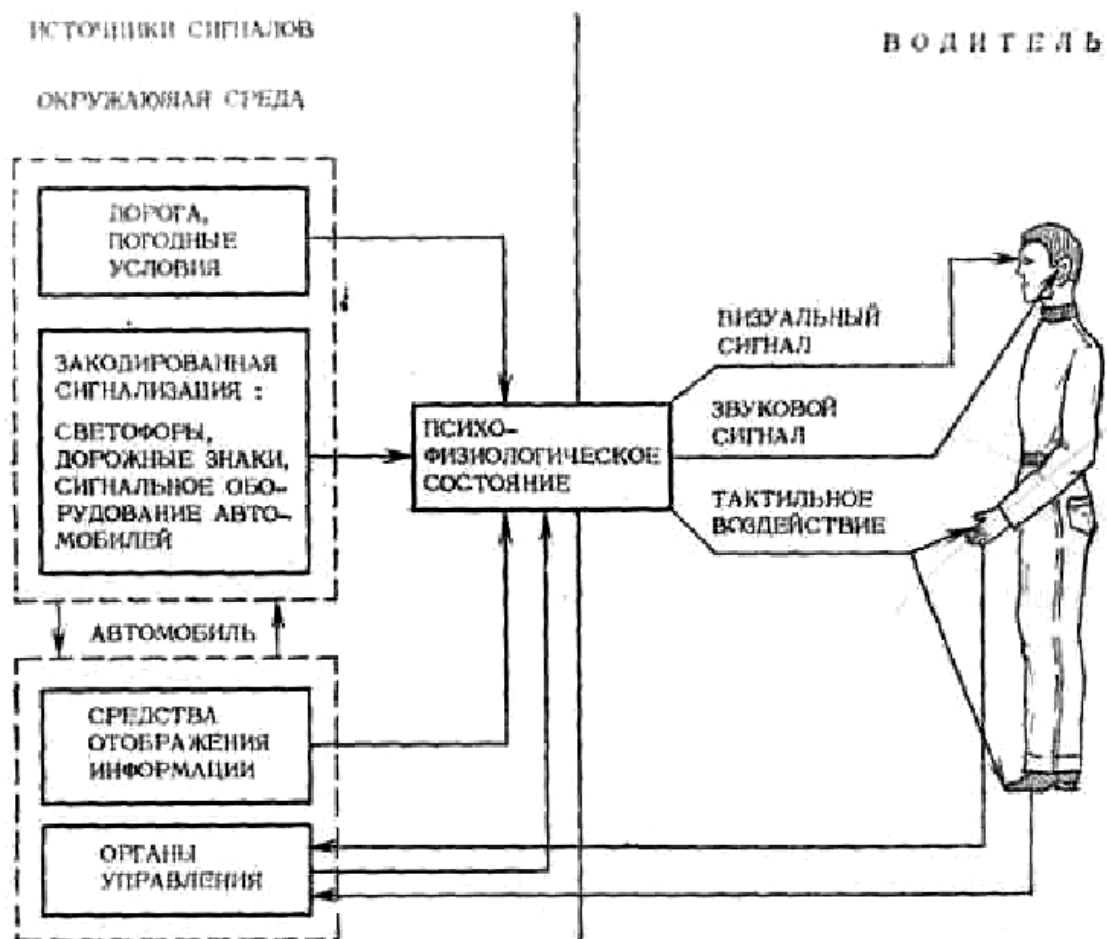 ИСТОЧНИКИ СИГНАЛОВ
ВОДИТЕЛЬ
ОКРУЖАЮЩАЯ СРЕДА
ДОРОГА,
ПОГОДНЫЕ
УСЛОВИЯ
ЗАКОДИРОВАННАЯ
СИГНАЛИЗАЦИЯ :
СВЕТОФОРЫ,
ДОРОЖНЫЕ ЗНАКИ,
СИГНАЛЬНОЕ ОБО-
РУДОВАНИЕ АВТО-
МОБИЛЕЙ
АВТОМОБИЛЬ
СРЕДСТВА
ОТОБРАЖЕНИЯ
ИНФОРМАЦИИ
ОРГАНЫ
УПРАВЛЕНИЯ
ПСИХО-
ФИЗИОЛОГИЧЕСКОЕ
СОСТОЯНИЕ
ВИЗУАЛЬНЫЙ
СИГНАЛ
ЗВУКОВОЙ
СИГНАЛ
ТАКТИЛЬНОЕ
ВОЗДЕЙСТВИЕ